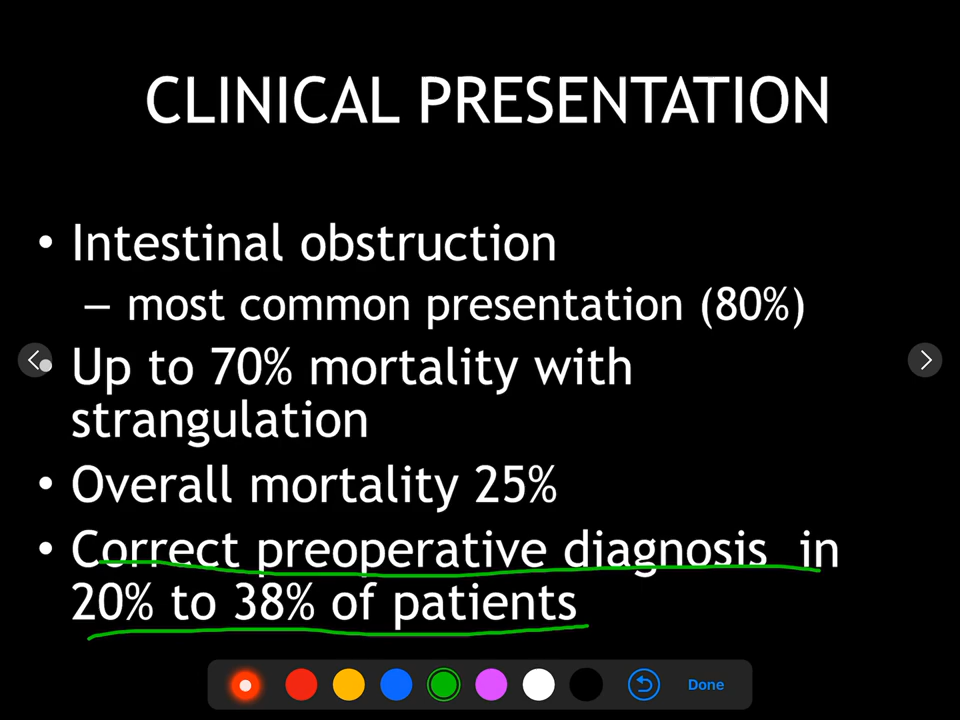 CLINICAL PRESENTATION
• Intestinal obstruction
– most common presentation (80%)
• Up to 70% mortality with
strangulation
• Overall mortality 25%
• Correct preoperative diagnosis in
20% to 38% of patients
Done